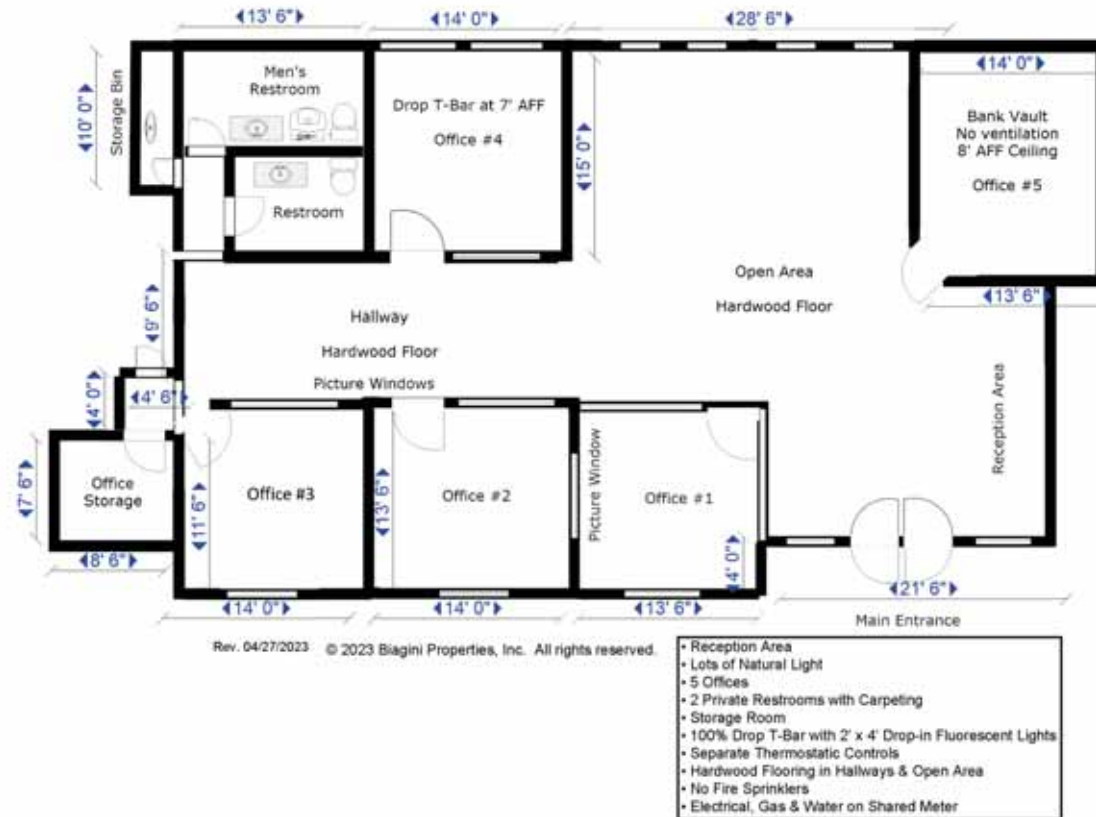 13' 6"
14' 0"
28' 6"
14' 0"
10' 0"
Storage Bin
Men's
Restroom
Drop T-Bar at 7' AFF
Office #4
15' 0"
Bank Vault
No ventilation
8' AFF Ceiling
Office #5
Restroom
Open Area
Hardwood Floor
13' 6"
9' 6"
Hallway
Hardwood Floor
Picture Windows
4' 0"
4' 6"
Reception Area
7' 6"
Office
Storage
8' 6"
11' 6"
Office #3
13' 6"
Office #2
Picture Window
Office #1
4' 0"
14' 0"
14' 0"
13' 6"
21' 6"
Main Entrance
Rev. 04/27/2023 © 2023 Biagini Properties, Inc. All rights reserved.
• Reception Area
• Lots of Natural Light
• 5 Offices
• 2 Private Restrooms with Carpeting
• Storage Room
• 100% Drop T-Bar with 2' x 4' Drop-in Fluorescent Lights
• Separate Thermostatic Controls
• Hardwood Flooring in Hallways & Open Area
• No Fire Sprinklers
• Electrical, Gas & Water on Shared Meter